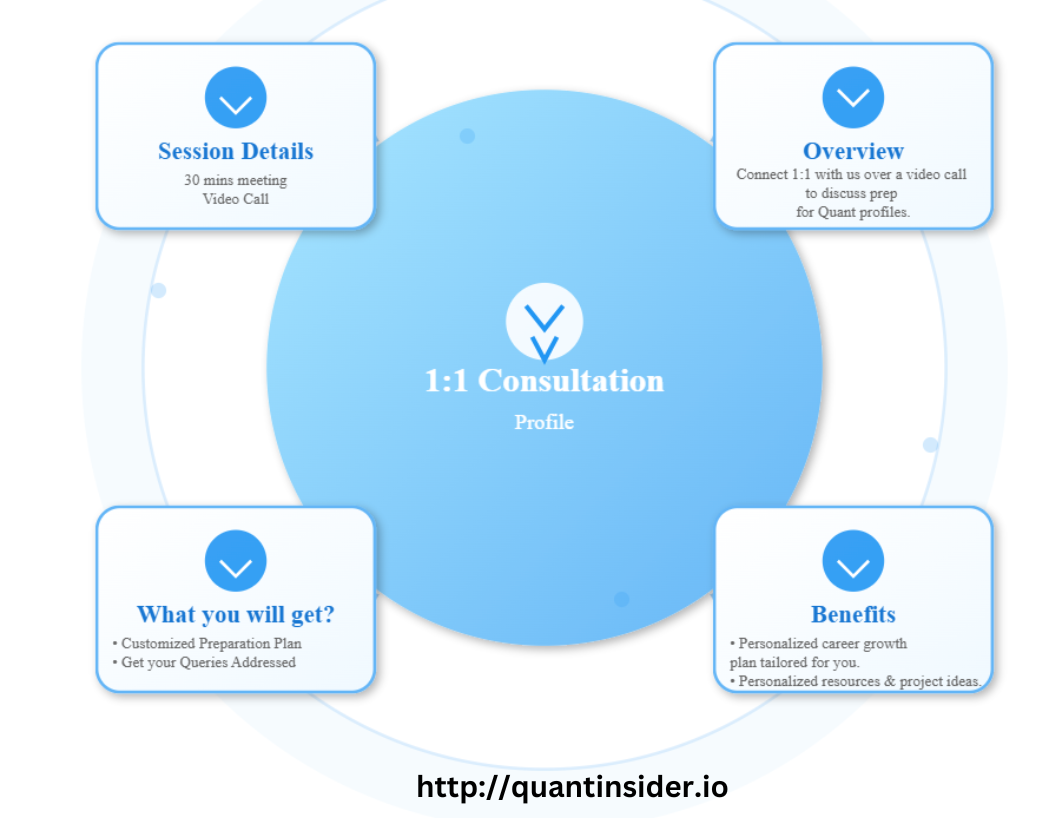 Session Details
30 mins meeting
Video Call
Overview
Connect 1:1 with us over a video call
to discuss prep
for Quant profiles.
1:1 Consultation
Profile
What you will get?
• Customized Preparation Plan
• Get your Queries Addressed
Benefits
• Personalized career growth
plan tailored for you.
• Personalized resources & project ideas.
http://quantinsider.io